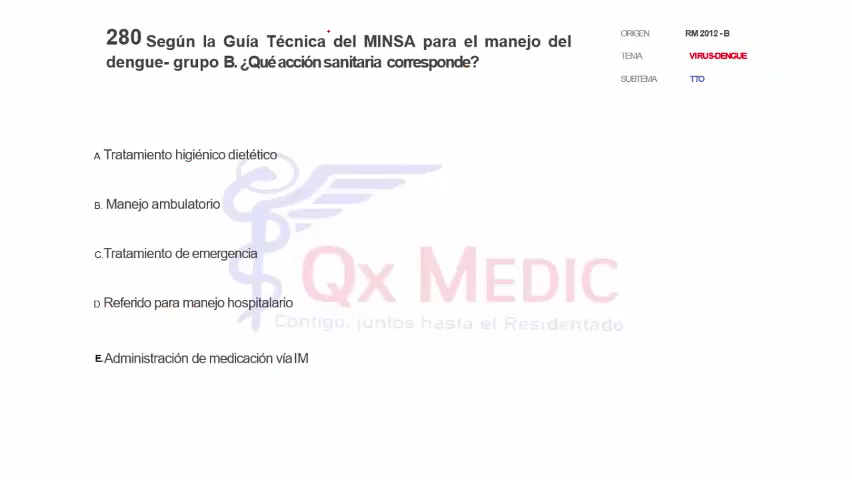 280 Según la Guía Técnica del MINSA para el manejo del
dengue- grupo B. ¿Qué acción sanitaria corresponde?
ORIGEN RM 2012 - B
TEMA VIRUS-DENGUE
SUBTEMA TTO
A. Tratamiento higiénico dietético
B. Manejo ambulatorio
C. Tratamiento de emergencia
D. Referido para manejo hospitalario
E. Administración de medicación vía IM
QX MEDIC
Contigo, juntos hasta el Residentado